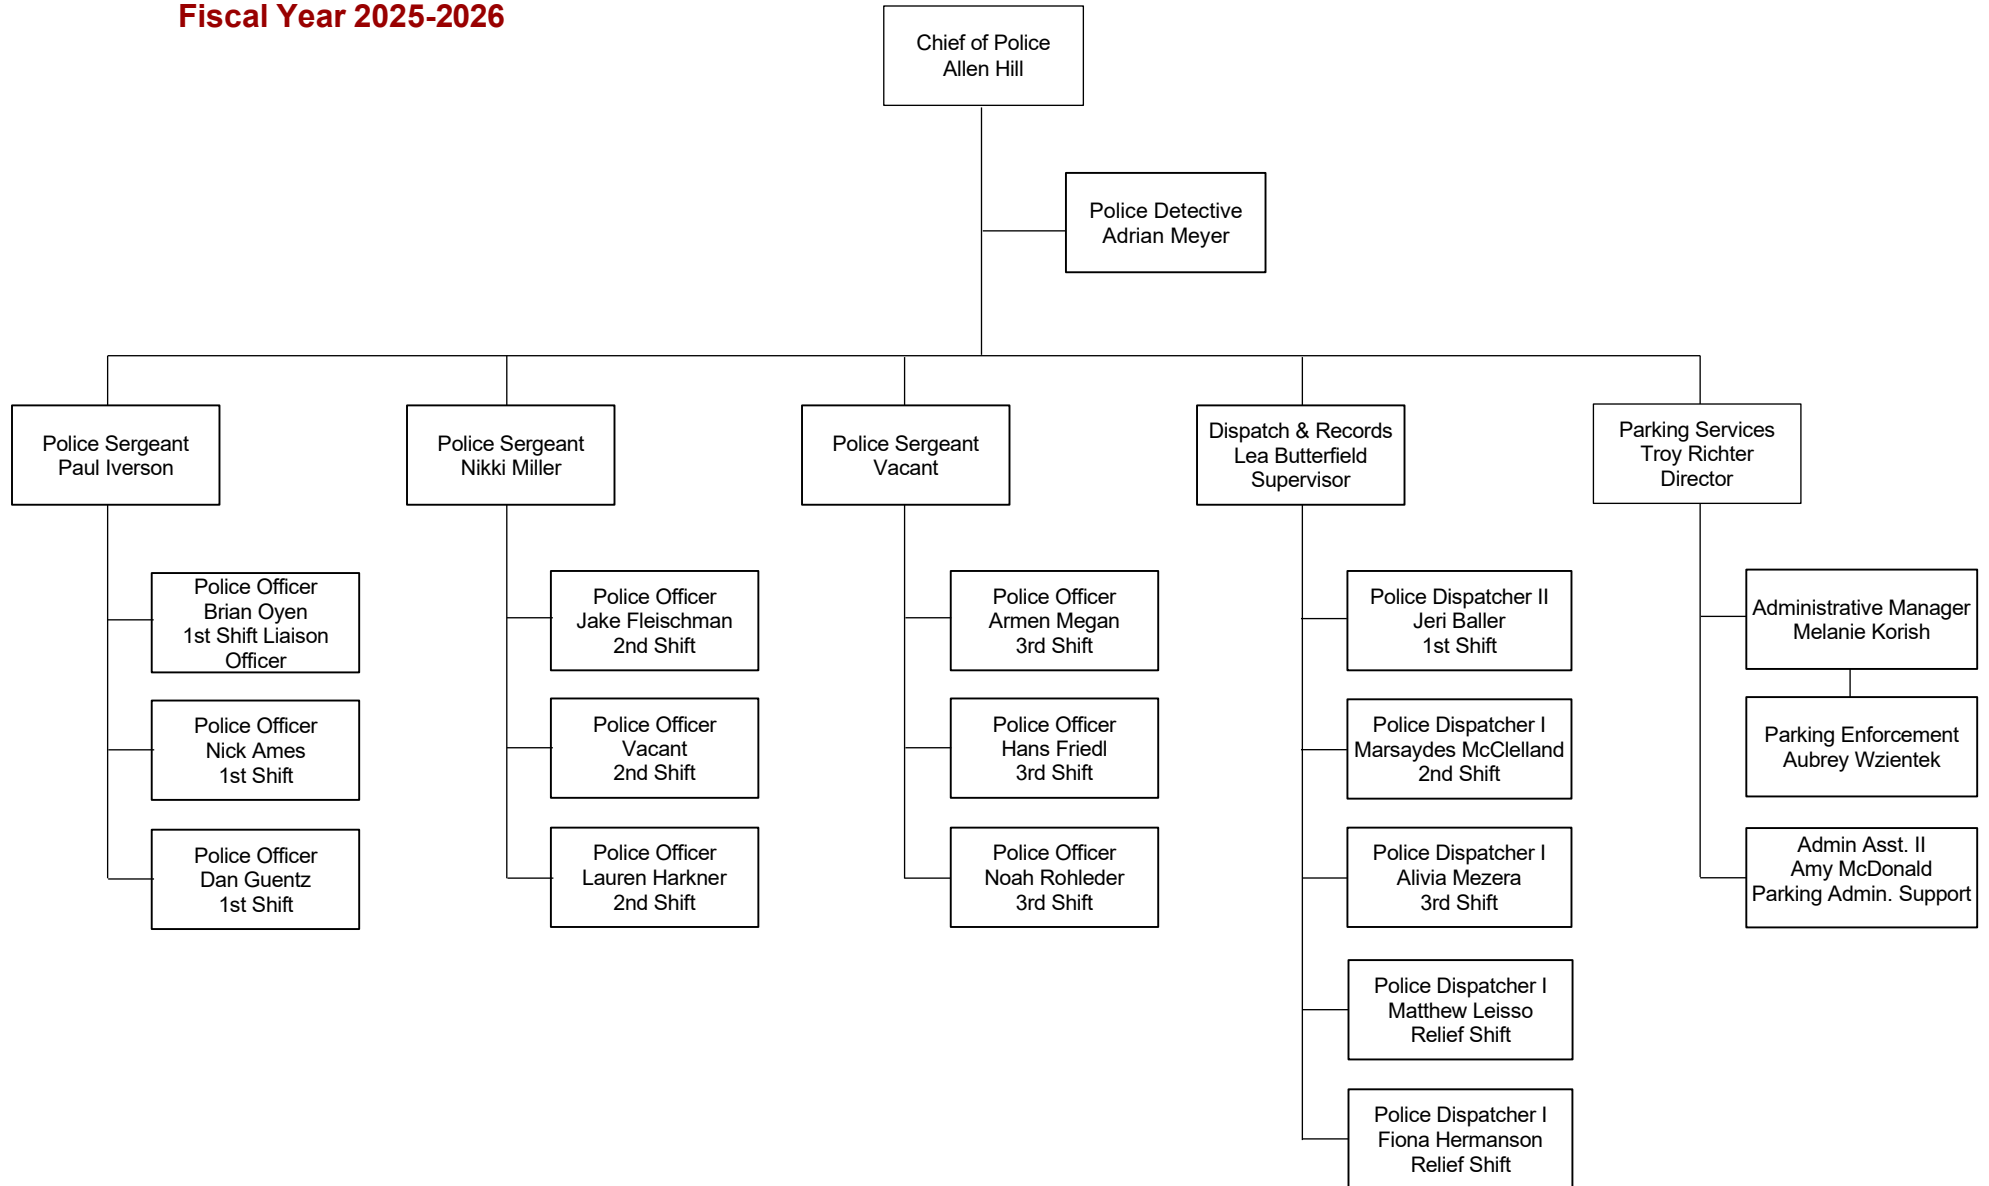 Fiscal Year 2025-2026
Chief of Police
Allen Hill
Police Detective
Adrian Meyer
Police Sergeant
Paul Iverson
Police Sergeant
Nikki Miller
Police Sergeant
Vacant
Dispatch & Records
Lea Butterfield
Supervisor
Parking Services
Troy Richter
Director
Police Officer
Brian Oyen
1st Shift Liaison
Officer
Police Officer
Nick Ames
1st Shift
Police Officer
Dan Guentz
1st Shift
Police Officer
Jake Fleischman
2nd Shift
Police Officer
Vacant
2nd Shift
Police Officer
Lauren Harkner
2nd Shift
Police Officer
Armen Megan
3rd Shift
Police Officer
Hans Friedl
3rd Shift
Police Officer
Noah Rohleder
3rd Shift
Police Dispatcher II
Jeri Baller
1st Shift
Police Dispatcher I
Marsaydes McClelland
2nd Shift
Police Dispatcher I
Alivia Mezera
3rd Shift
Police Dispatcher I
Matthew Leisso
Relief Shift
Police Dispatcher I
Fiona Hermanson
Relief Shift
Administrative Manager
Melanie Korish
Parking Enforcement
Aubrey Wzientek
Admin Asst. II
Amy McDonald
Parking Admin. Support